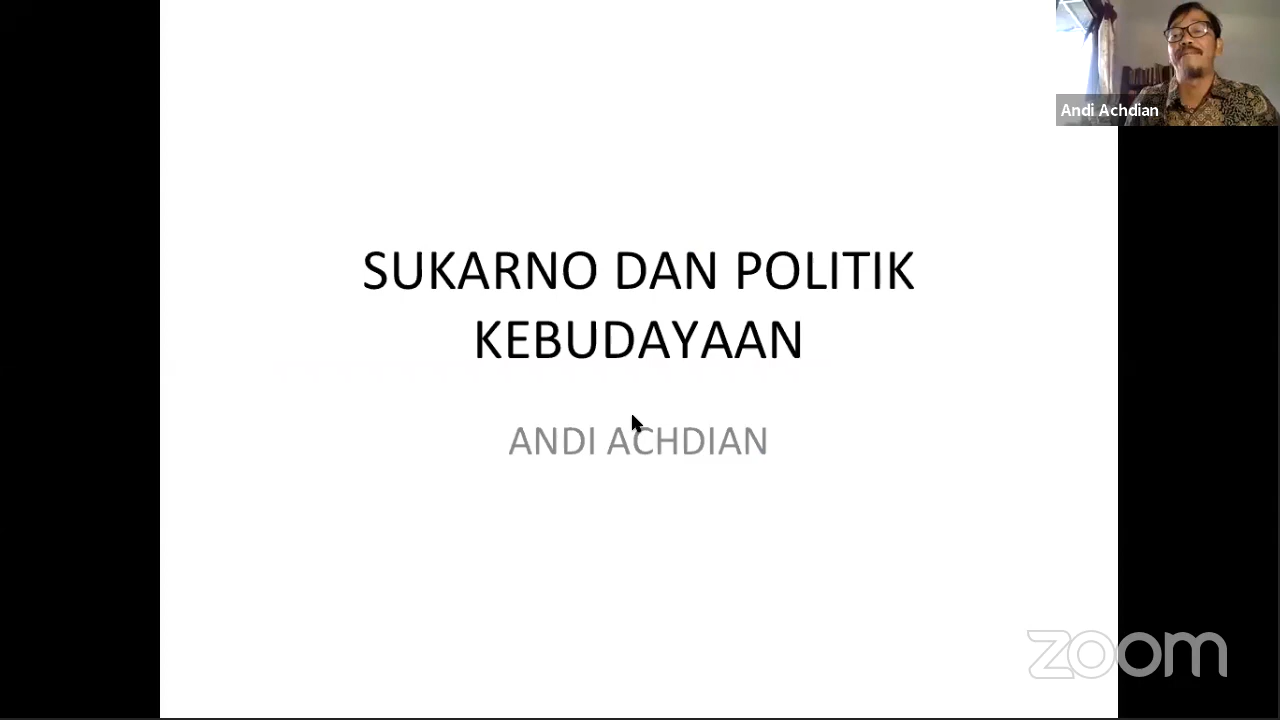 Andi Achdian
SUKARNO DAN POLITIK
KEBUDAYAAN
ANDI ACHDIAN
zoom